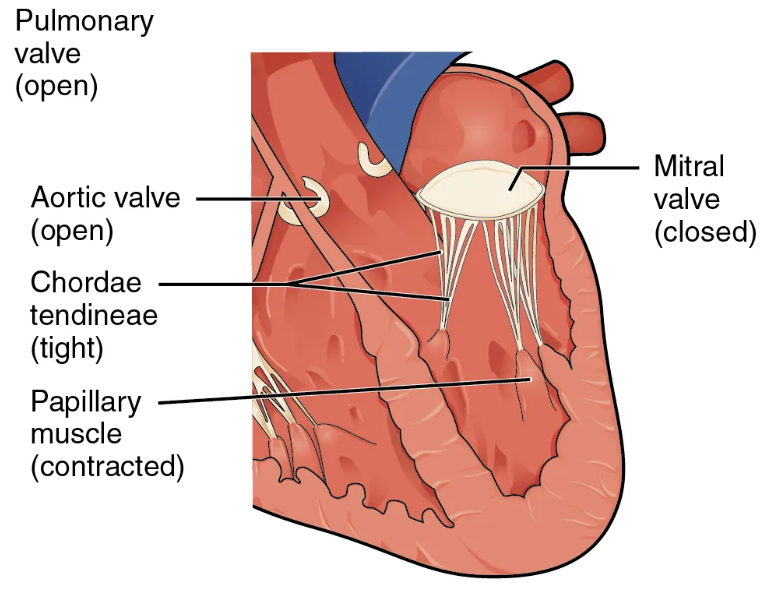 Pulmonary
valve
(open)
Aortic valve
(open)
Chordae
tendineae
(tight)
Papillary
muscle
(contracted)
Mitral
valve
(closed)